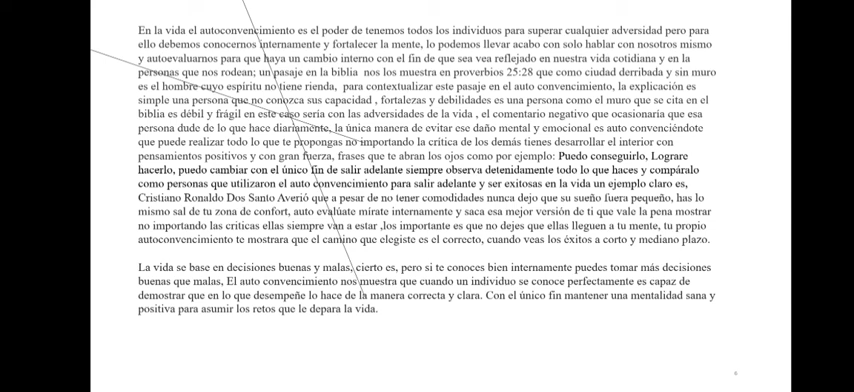 En la vida el autoconvencimiento es el poder de tenemos todos los individuos para superar cualquier adversidad pero para
ello debemos conocernos internamente y fortalecer la mente, lo podemos llevar acabo con solo hablar con nosotros mismo
y autoevaluarnos para que haya un cambio interno con el fin de que sea vea reflejado en nuestra vida cotidiana y en la
personas que nos rodean; un pasaje en la biblia nos los muestra en proverbios 25:28 que como ciudad derribada y sin muro
es el hombre cuyo espíritu no tiene rienda, para contextualizar este pasaje en el auto convencimiento, la explicación es
simple una persona que no conozca sus capacidad , fortalezas y debilidades es una persona como el muro que se cita en el
biblia es débil y frágil en este caso sería con las adversidades de la vida , el comentario negativo que ocasionaría que esa
persona dude de lo que hace diariamente, la única manera de evitar ese daño mental y emocional es auto convenciéndote
que puede realizar todo lo que te propongas no importando la crítica de los demás tienes desarrollar el interior con
pensamientos positivos y con gran fuerza, frases que te abran los ojos como por ejemplo: Puedo conseguirlo, Lograre
hacerlo, puedo cambiar con el único fin de salir adelante siempre observa detenidamente todo lo que haces y compáralo
como personas que utilizaron el auto convencimiento para salir adelante y ser exitosas en la vida un ejemplo claro es,
Cristiano Ronaldo Dos Santo Averió que a pesar de no tener comodidades nunca dejo que su sueño fuera pequeño, has lo
mismo sal de tu zona de confort, auto evalúate mírate internamente y saca esa mejor versión de ti que vale la pena mostrar
no importando las criticas ellas siempre van a estar ,los importante es que no dejes que ellas lleguen a tu mente, tu propio
autoconvencimiento te mostrara que el camino que elegiste es el correcto, cuando veas los éxitos a corto y mediano plazo.
La vida se base en decisiones buenas y malas, cierto es, pero si te conoces bien internamente puedes tomar más decisiones
buenas que malas, El auto convencimiento nos muestra que cuando un individuo se conoce perfectamente es capaz de
demostrar que en lo que desempeñe lo hace de la manera correcta y clara. Con el único fin mantener una mentalidad sana y
positiva para asumir los retos que le depara la vida.